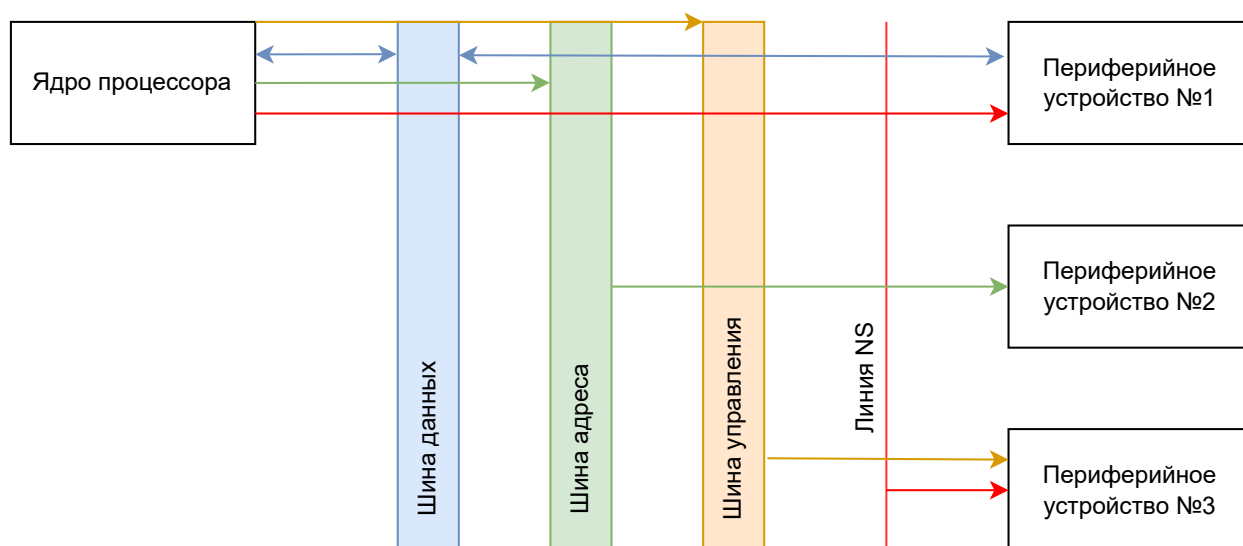 Ядро процессора
Периферийное
устройство №1
Периферийное
устройство №2
Шина данных
Шина адреса
Шина управления
Линия NS
Периферийное
устройство №3